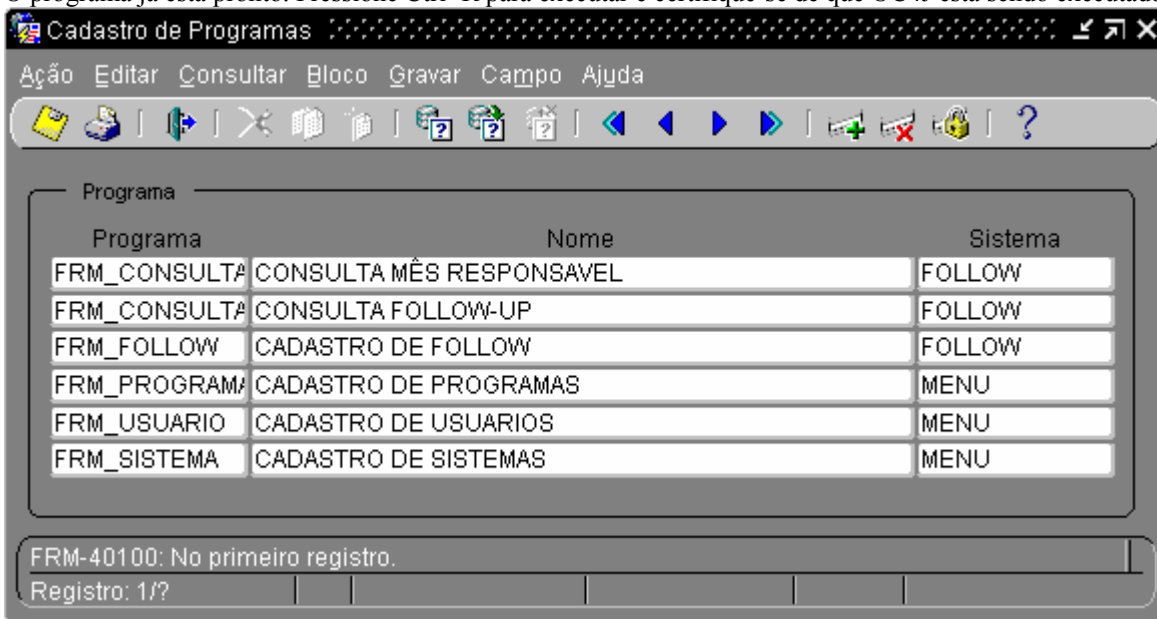 Cadastro de Programas
Ação Editar Consultar Bloco Gravar Campo Ajuda
Programa
Programa Nome Sistema
FRM_CONSULTA CONSULTA MÊS RESPONSAVEL FOLLOW
FRM_CONSULTA CONSULTA FOLLOW-UP FOLLOW
FRM_FOLLOW CADASTRO DE FOLLOW FOLLOW
FRM_PROGRAMA CADASTRO DE PROGRAMAS MENU
FRM_USUARIO CADASTRO DE USUARIOS MENU
FRM_SISTEMA CADASTRO DE SISTEMAS MENU
FRM-40100: No primeiro registro.
Registro: 1/?